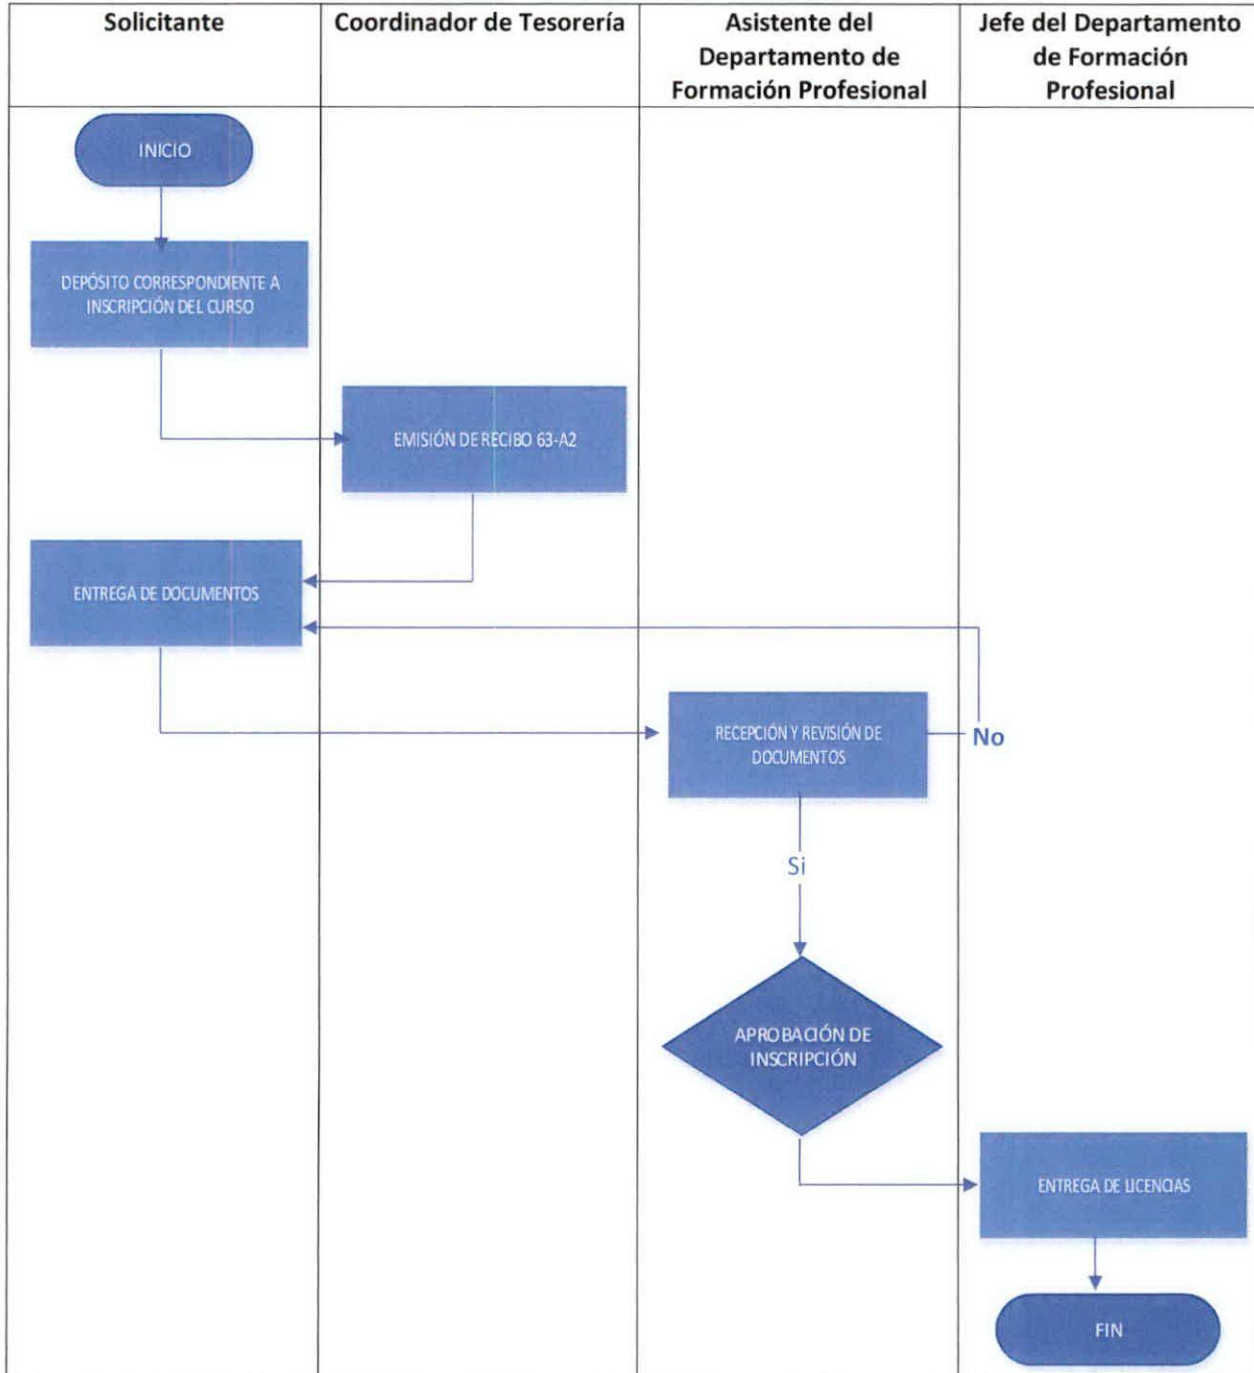 Solicitante
Coordinador de Tesorería
Asistente del
Departamento de
Formación Profesional
Jefe del Departamento
de Formación
Profesional
INICIO
DEPÓSITO CORRESPONDIENTE A
INSCRIPCIÓN DEL CURSO
EMISIÓN DE RECIBO 63-A2
ENTREGA DE DOCUMENTOS
RECEPCIÓN Y REVISIÓN DE
DOCUMENTOS
No
Si
APROBACIÓN DE
INSCRIPCIÓN
ENTREGA DE LICENCIAS
FIN